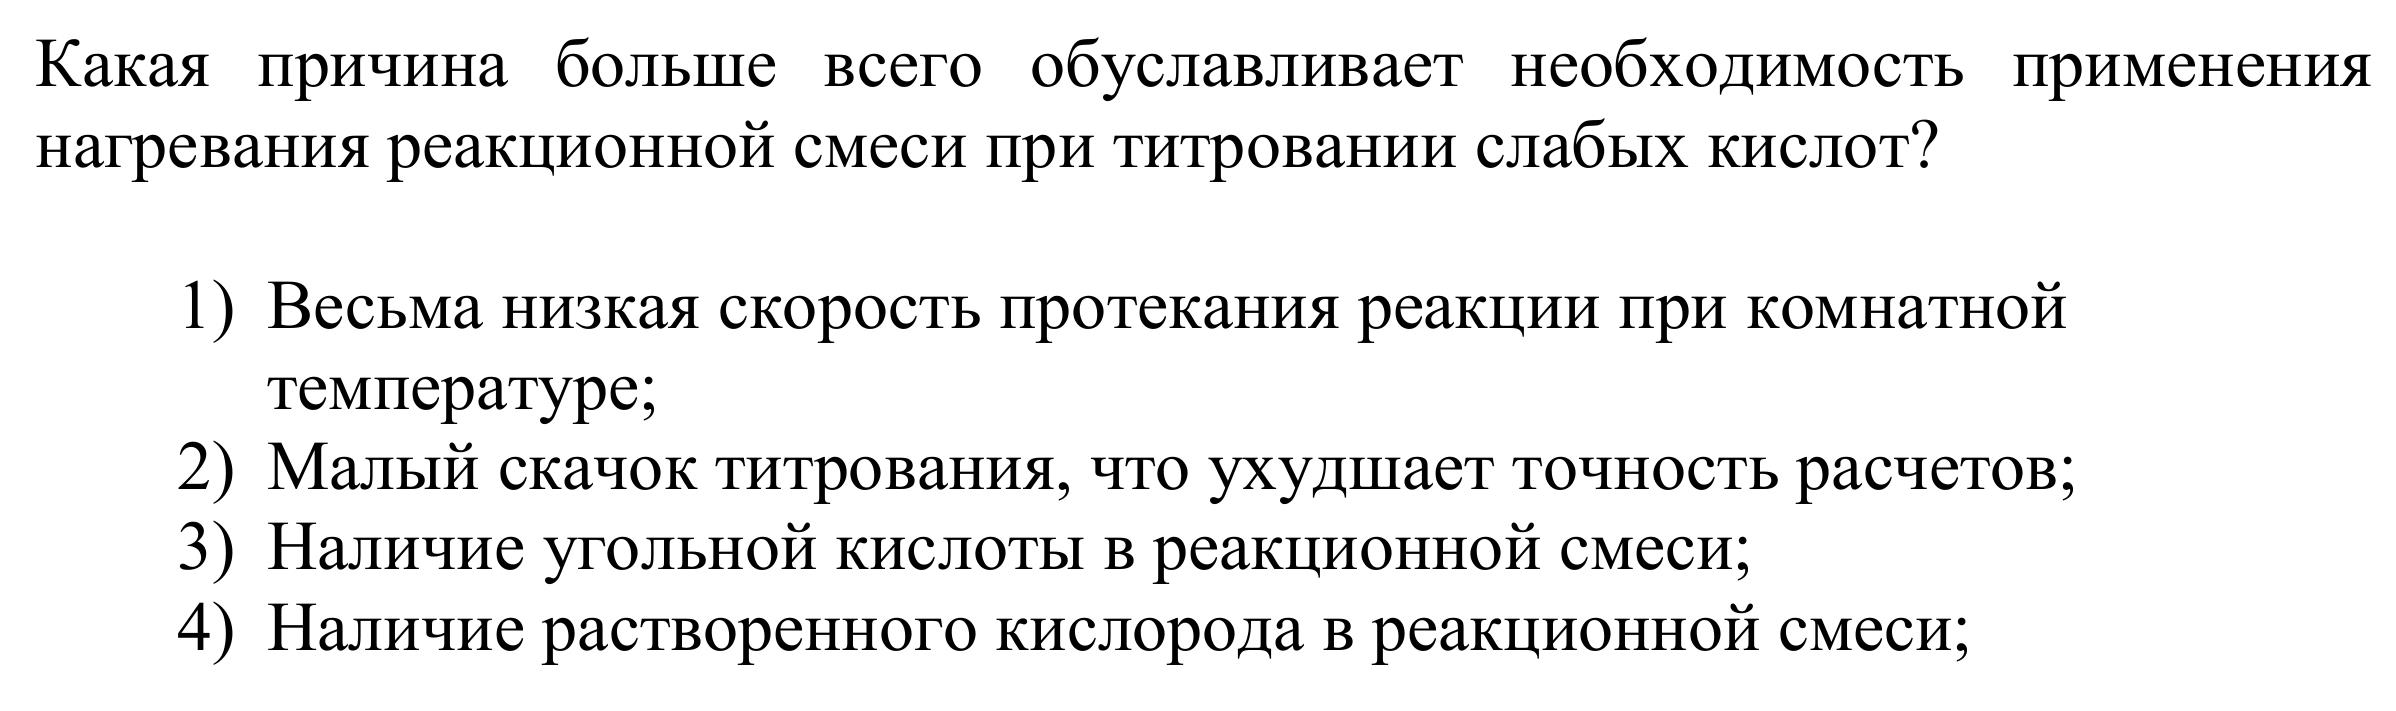 Какая причина больше всего обуславливает необходимость применения
нагревания реакционной смеси при титровании слабых кислот?
1) Весьма низкая скорость протекания реакции при комнатной
температуре;
2) Малый скачок титрования, что ухудшает точность расчетов;
3) Наличие угольной кислоты в реакционной смеси;
4) Наличие растворенного кислорода в реакционной смеси;